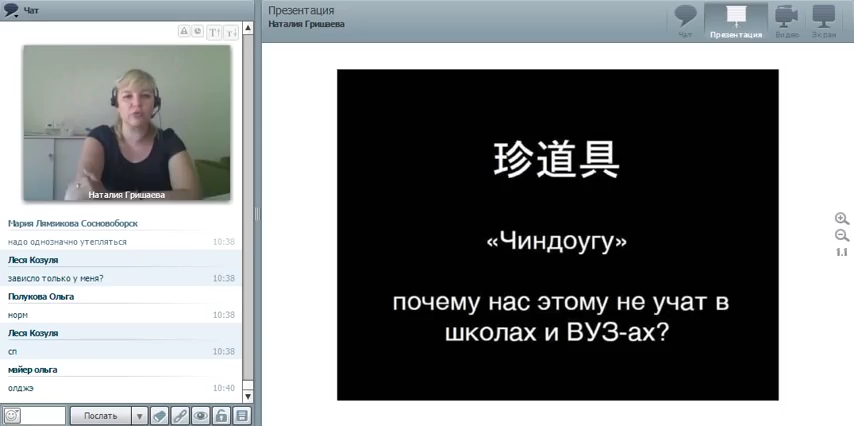 Чат
Наталия Гришаева
Мария Лямзикова Сосновоборск
надо однозначно утепляться 10:38
Леся Козуля
зависло только у меня? 10:38
Полукова Ольга
норм 10:38
Леся Козуля
сп 10:38
майер ольга
олджэ 10:40
Послать
Презентация
Наталия Гришаева
Чат
Презентация
Видео
Экран
珍道具
«Чиндоугу»
почему нас этому не учат в
школах и ВУЗ-ах?
1:1